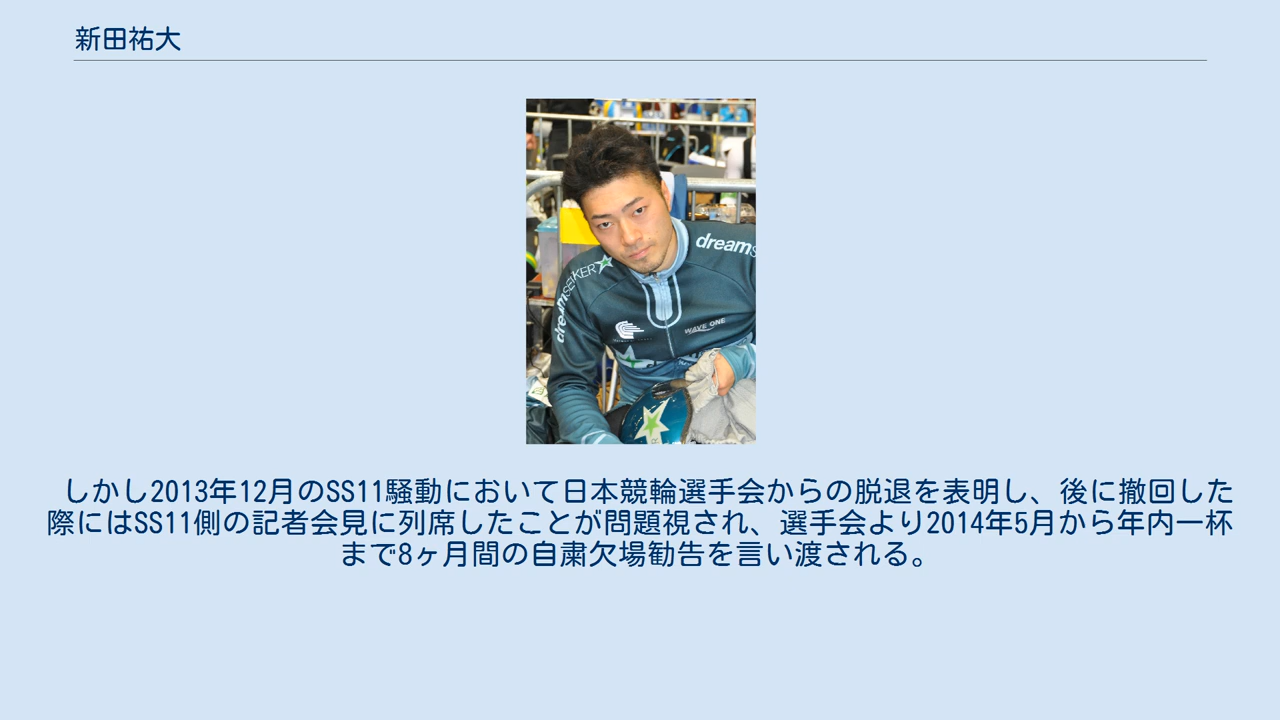 新田祐大
dreams
dreamSEEKER
WAVE ONE
しかし2013年12月のSS11騒動において日本競輪選手会からの脱退を表明し、後に撤回した
際にはSS11側の記者会見に列席したことが問題視され、選手会より2014年5月から年内一杯
まで8ヶ月間の自粛欠場勧告を言い渡される。